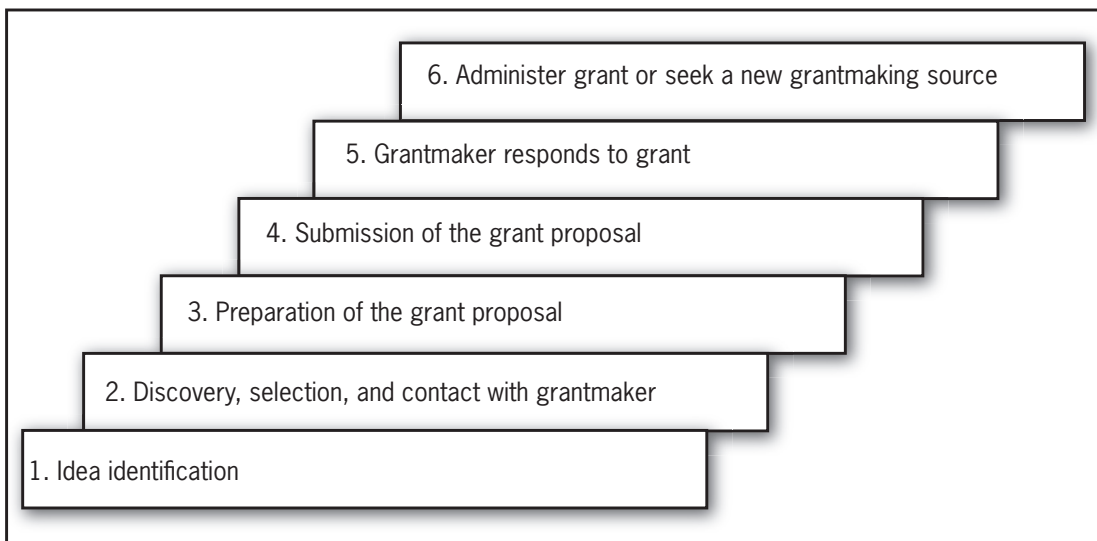 6. Administer grant or seek a new grantmaking source
5. Grantmaker responds to grant
4. Submission of the grant proposal
3. Preparation of the grant proposal
2. Discovery, selection, and contact with grantmaker
1. Idea identification